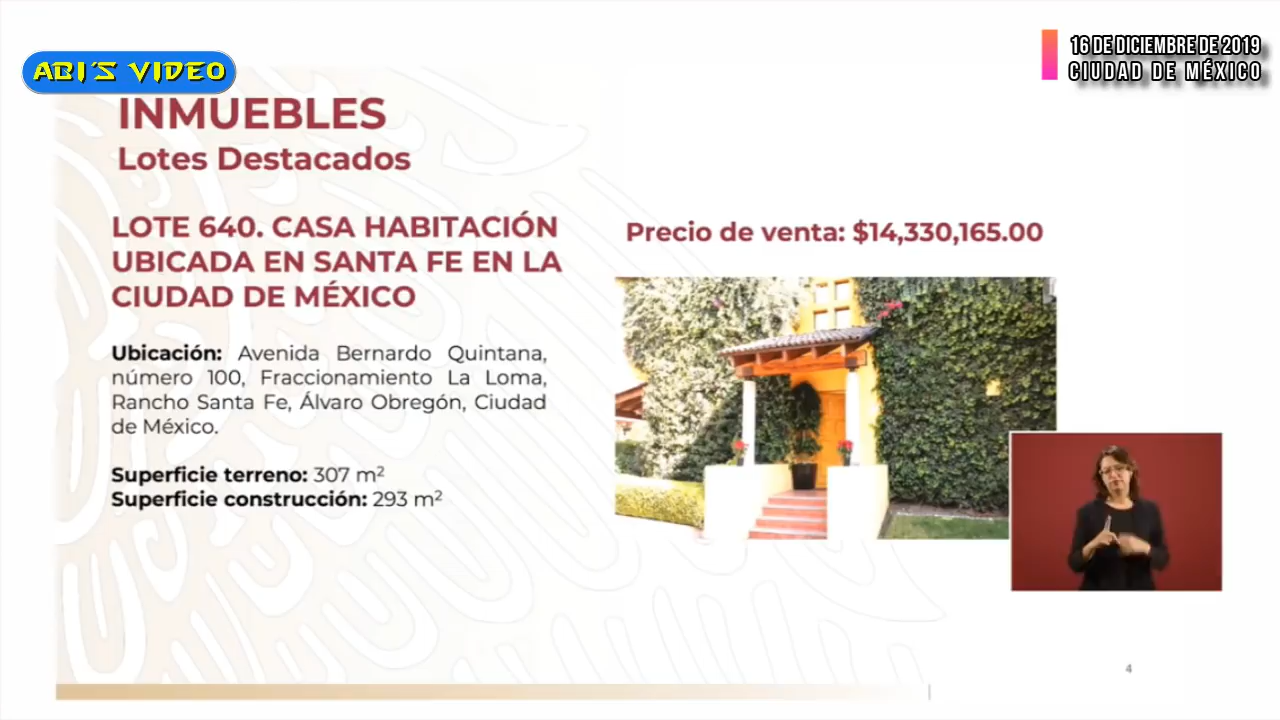 ABI'S VIDEO
16 DE DICIEMBRE DE 2019
CIUDAD DE MÉXICO
INMUEBLES
Lotes Destacados
LOTE 640. CASA HABITACIÓN
UBICADA EN SANTA FE EN LA
CIUDAD DE MÉXICO
Ubicación: Avenida Bernardo Quintana,
número 100, Fraccionamiento La Loma,
Rancho Santa Fe, Álvaro Obregón, Ciudad
de México.
Superficie terreno: 307 m²
Superficie construcción: 293 m²
Precio de venta: $14,330,165.00
4